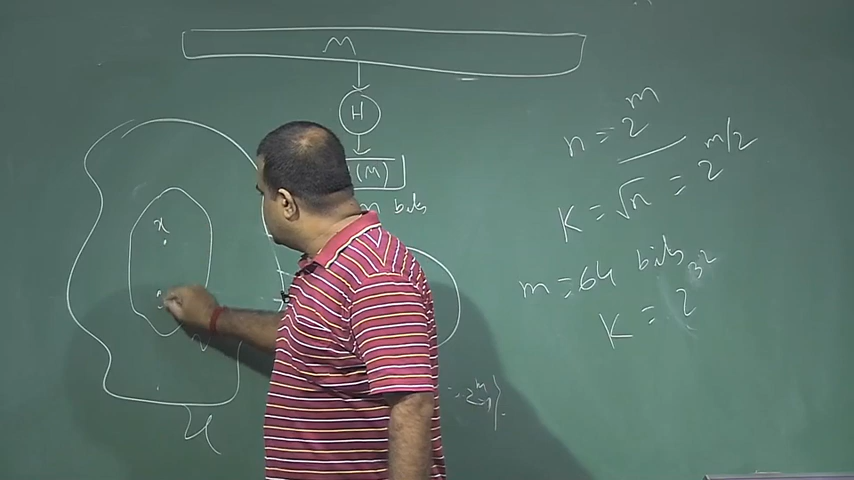 M
H
(M)
m bits
x
U
n = 2^m
K = √n = 2^{m/2}
m = 64 bits
K = 2^{32}